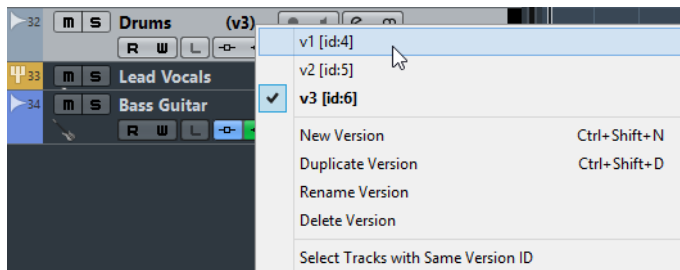 32 m S Drums (v3) e
R W L
v1 [id:4]
v2 [id:5]
33 m S Lead Vocals
v3 [id:6]
34 m S Bass Guitar
R W L
New Version Ctrl+Shift+N
Duplicate Version Ctrl+Shift+D
Rename Version
Delete Version
Select Tracks with Same Version ID